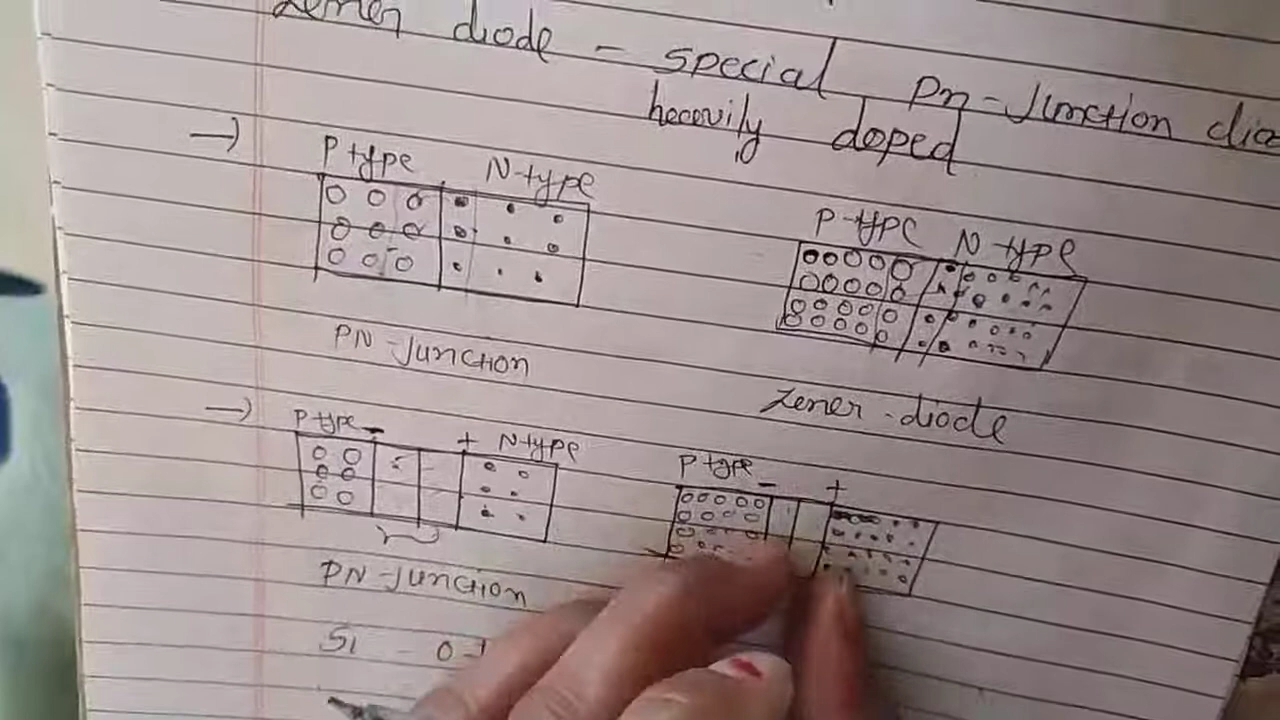 Zener diode - special Pn-Junction dio
heavily doped
→ P type N-type
P-type N-type
PN-Junction
Zener-diode
→ P type - + N-type
P type - +
PN-Junction
Si - 0-